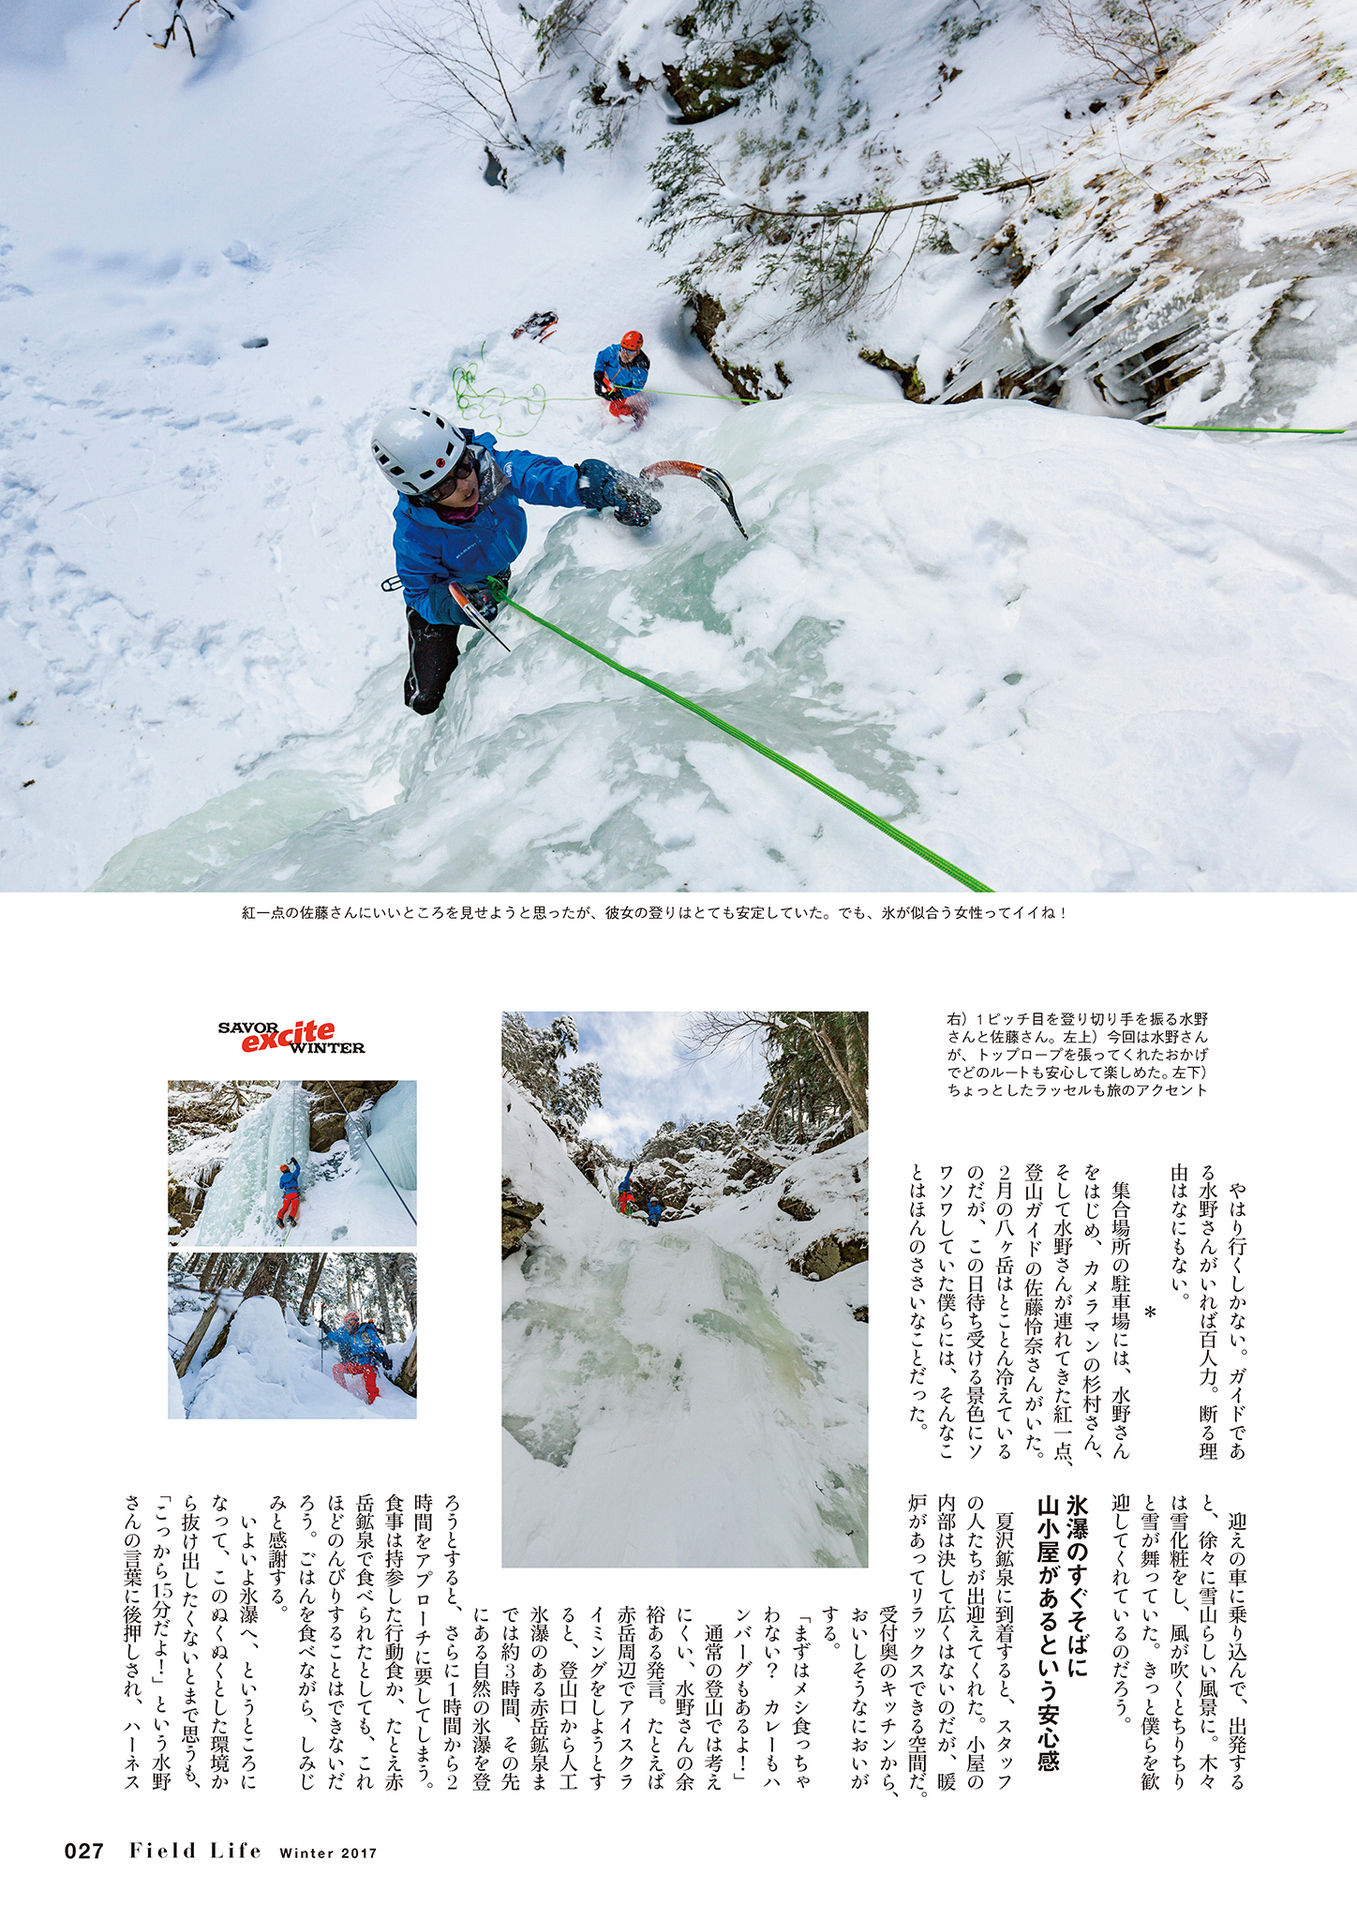 紅一点の佐藤さんにいいところを見せようと思ったが、彼女の登りはとても安定していた。でも、氷が似合う女性ってイイね！
SAVOR
excite
WINTER
右）1ピッチ目を登り切り手を振る水野
さんと佐藤さん。左上）今回は水野さん
が、トップロープを張ってくれたおかげ
でどのルートも安心して楽しめた。左下）
ちょっとしたラッセルも旅のアクセント
やはり行くしかない。ガイドであ
る水野さんがいれば百人力。断る理
由はなにもない。
＊
集合場所の駐車場には、水野さん
をはじめ、カメラマンの杉村さん、
そして水野さんが連れてきた紅一点、
登山ガイドの佐藤怜奈さんがいた。
2月の八ヶ岳はとことん冷えている
のだが、この日待ち受ける景色にソ
ワソワしていた僕らには、そんなこ
とはほんのささいなことだった。
迎えの車に乗り込んで、出発する
と、徐々に雪山らしい風景に。木々
は雪化粧をし、風が吹くとちりちり
と雪が舞っていた。きっと僕らを歓
迎してくれているのだろう。
氷瀑のすぐそばに
山小屋があるという安心感
夏沢鉱泉に到着すると、スタッフ
の人たちが出迎えてくれた。小屋の
内部は決して広くはないのだが、暖
炉があってリラックスできる空間だ。
受付奥のキッチンから、
おいしそうなにおいが
する。
「まずはメシ食っちゃ
わない？　カレーもハ
ンバーグもあるよ！」
通常の登山では考え
にくい、水野さんの余
裕ある発言。たとえば
赤岳周辺でアイスクラ
イミングをしようとす
ると、登山口から人工
氷瀑のある赤岳鉱泉ま
では約3時間、その先
にある自然の氷瀑を登
ろうとすると、さらに1時間から2
時間をアプローチに要してしまう。
食事は持参した行動食か、たとえ赤
岳鉱泉で食べられたとしても、これ
ほどのんびりすることはできないだ
ろう。ごはんを食べながら、しみじ
みと感謝する。
いよいよ氷瀑へ、というところに
なって、このぬくぬくとした環境か
ら抜け出したくないとまで思うも、
「こっから15分だよ！」という水野
さんの言葉に後押しされ、ハーネス
027 Field Life Winter 2017